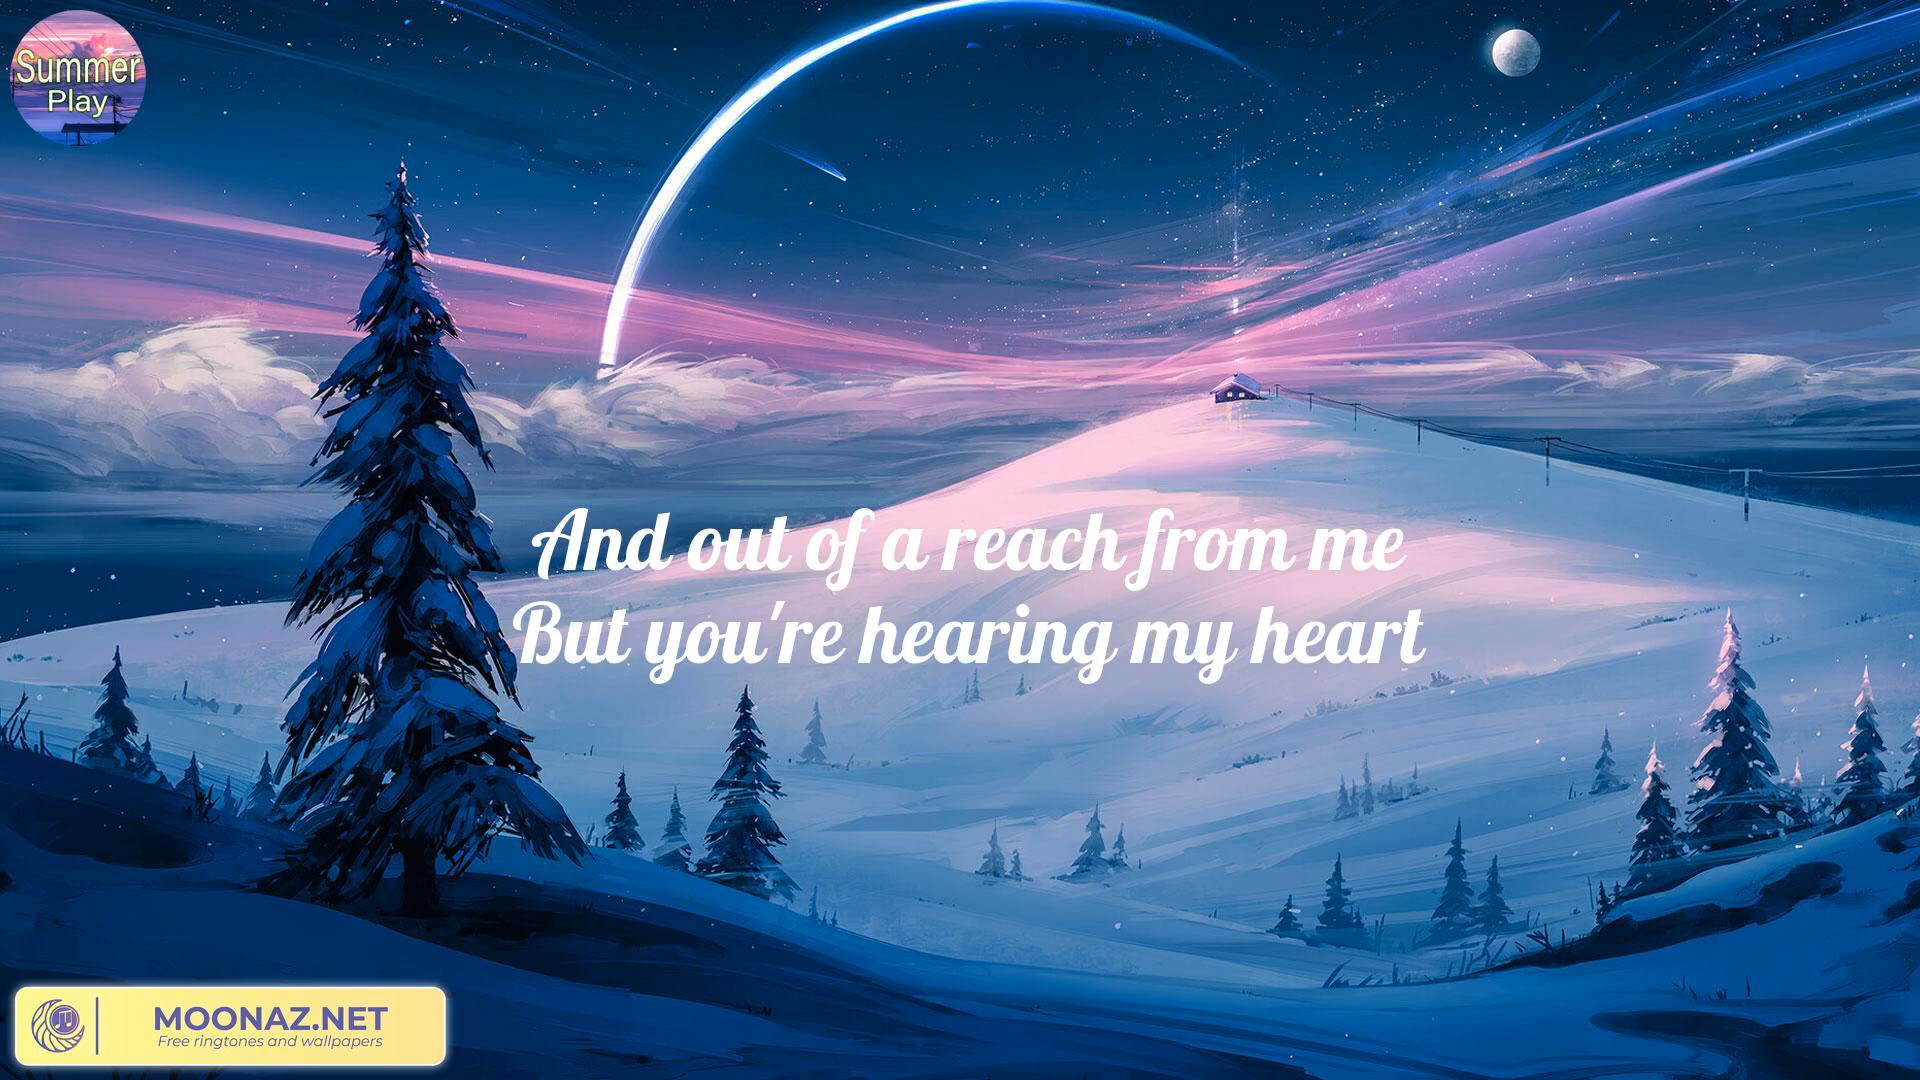 Summer
Play
And out of a reach from me
But you're hearing my heart
MOONAZ.NET
Free ringtones and wallpapers